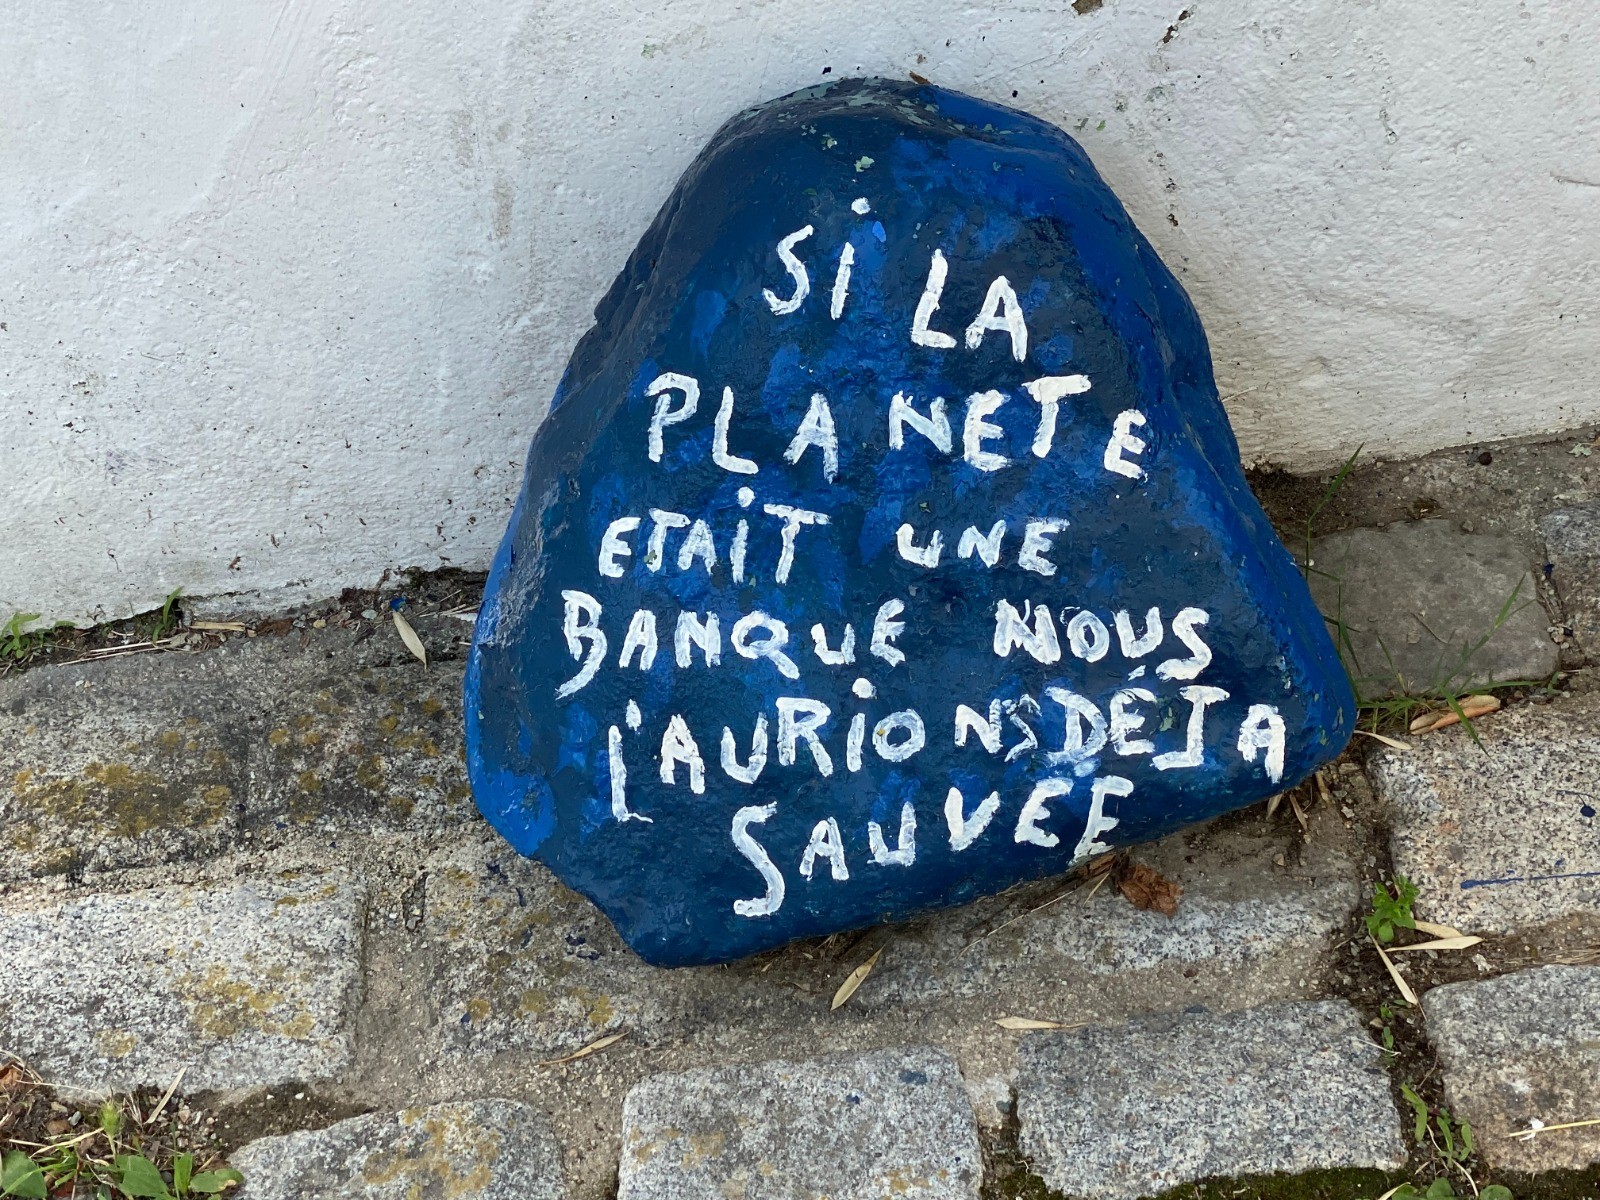 Si LA
PLANETE
ETAiT UNE
BANQUE NOUS
l'AURiONS DÉJA
SAUVEE